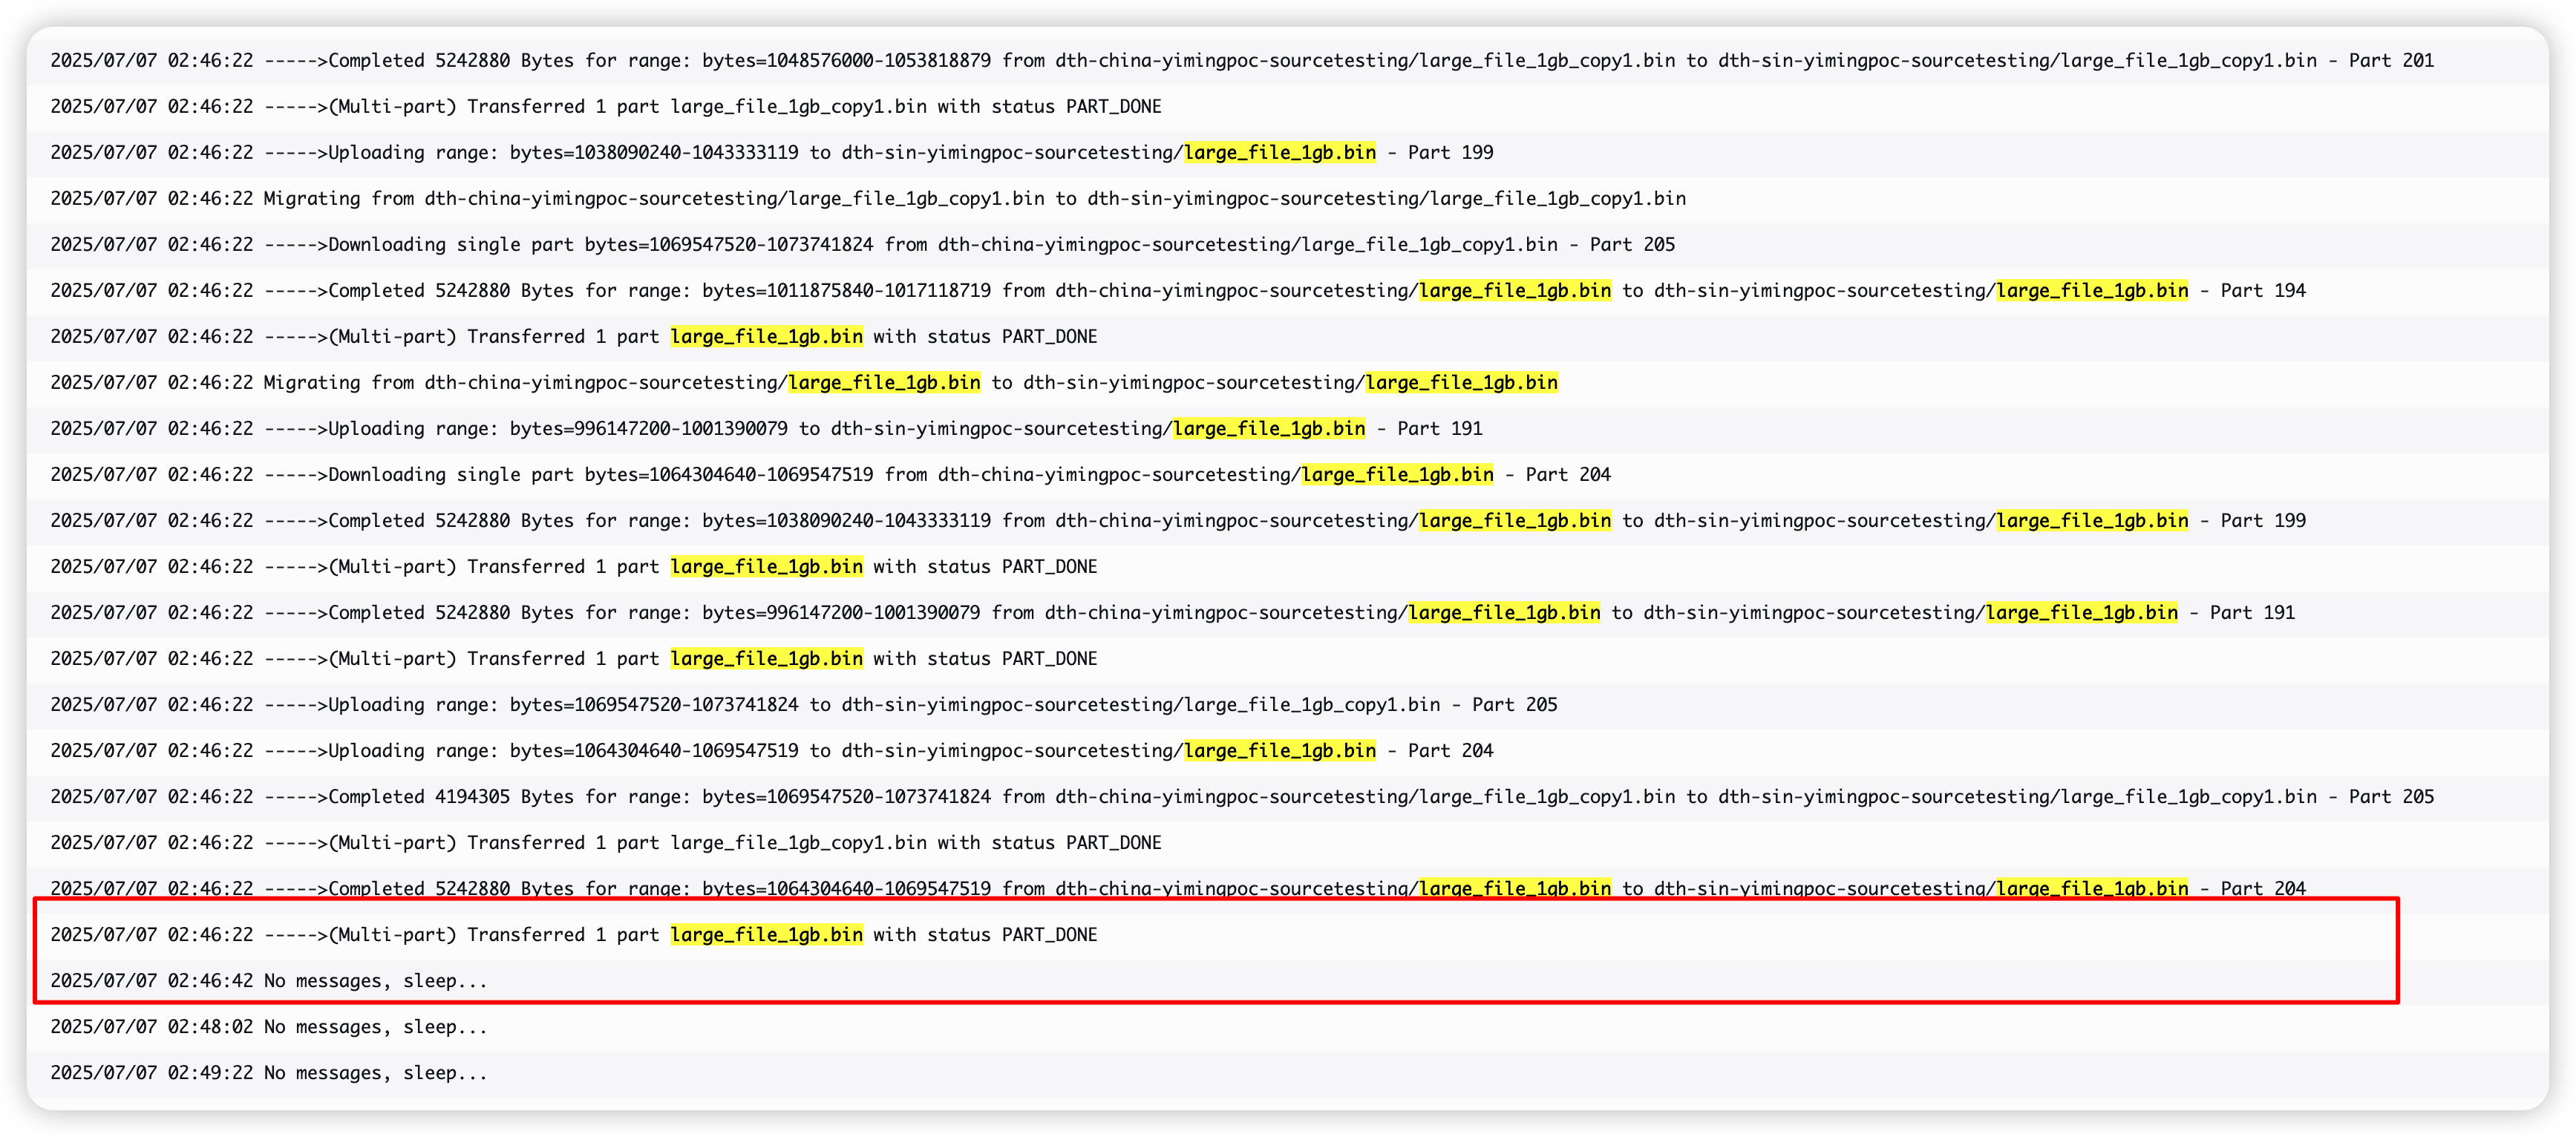 2025/07/07 02:46:22 ----->Completed 5242880 Bytes for range: bytes=1048576000-1053818879 from dth-china-yimingpoc-sourcetesting/large_file_1gb_copy1.bin to dth-sin-yimingpoc-sourcetesting/large_file_1gb_copy1.bin - Part 201
2025/07/07 02:46:22 ----->(Multi-part) Transferred 1 part large_file_1gb_copy1.bin with status PART_DONE
2025/07/07 02:46:22 ----->Uploading range: bytes=1038090240-1043333119 to dth-sin-yimingpoc-sourcetesting/large_file_1gb.bin - Part 199
2025/07/07 02:46:22 Migrating from dth-china-yimingpoc-sourcetesting/large_file_1gb_copy1.bin to dth-sin-yimingpoc-sourcetesting/large_file_1gb_copy1.bin
2025/07/07 02:46:22 ----->Downloading single part bytes=1069547520-1073741824 from dth-china-yimingpoc-sourcetesting/large_file_1gb_copy1.bin - Part 205
2025/07/07 02:46:22 ----->Completed 5242880 Bytes for range: bytes=1011875840-1017118719 from dth-china-yimingpoc-sourcetesting/large_file_1gb.bin to dth-sin-yimingpoc-sourcetesting/large_file_1gb.bin - Part 194
2025/07/07 02:46:22 ----->(Multi-part) Transferred 1 part large_file_1gb.bin with status PART_DONE
2025/07/07 02:46:22 Migrating from dth-china-yimingpoc-sourcetesting/large_file_1gb.bin to dth-sin-yimingpoc-sourcetesting/large_file_1gb.bin
2025/07/07 02:46:22 ----->Uploading range: bytes=996147200-1001390079 to dth-sin-yimingpoc-sourcetesting/large_file_1gb.bin - Part 191
2025/07/07 02:46:22 ----->Downloading single part bytes=1064304640-1069547519 from dth-china-yimingpoc-sourcetesting/large_file_1gb.bin - Part 204
2025/07/07 02:46:22 ----->Completed 5242880 Bytes for range: bytes=1038090240-1043333119 from dth-china-yimingpoc-sourcetesting/large_file_1gb.bin to dth-sin-yimingpoc-sourcetesting/large_file_1gb.bin - Part 199
2025/07/07 02:46:22 ----->(Multi-part) Transferred 1 part large_file_1gb.bin with status PART_DONE
2025/07/07 02:46:22 ----->Completed 5242880 Bytes for range: bytes=996147200-1001390079 from dth-china-yimingpoc-sourcetesting/large_file_1gb.bin to dth-sin-yimingpoc-sourcetesting/large_file_1gb.bin - Part 191
2025/07/07 02:46:22 ----->(Multi-part) Transferred 1 part large_file_1gb.bin with status PART_DONE
2025/07/07 02:46:22 ----->Uploading range: bytes=1069547520-1073741824 to dth-sin-yimingpoc-sourcetesting/large_file_1gb_copy1.bin - Part 205
2025/07/07 02:46:22 ----->Uploading range: bytes=1064304640-1069547519 to dth-sin-yimingpoc-sourcetesting/large_file_1gb.bin - Part 204
2025/07/07 02:46:22 ----->Completed 4194305 Bytes for range: bytes=1069547520-1073741824 from dth-china-yimingpoc-sourcetesting/large_file_1gb_copy1.bin to dth-sin-yimingpoc-sourcetesting/large_file_1gb_copy1.bin - Part 205
2025/07/07 02:46:22 ----->(Multi-part) Transferred 1 part large_file_1gb_copy1.bin with status PART_DONE
2025/07/07 02:46:22 ----->Completed 5242880 Bytes for range: bytes=1064304640-1069547519 from dth-china-yimingpoc-sourcetesting/large_file_1gb.bin to dth-sin-yimingpoc-sourcetesting/large_file_1gb.bin - Part 204
2025/07/07 02:46:22 ----->(Multi-part) Transferred 1 part large_file_1gb.bin with status PART_DONE
2025/07/07 02:46:42 No messages, sleep...
2025/07/07 02:48:02 No messages, sleep...
2025/07/07 02:49:22 No messages, sleep...